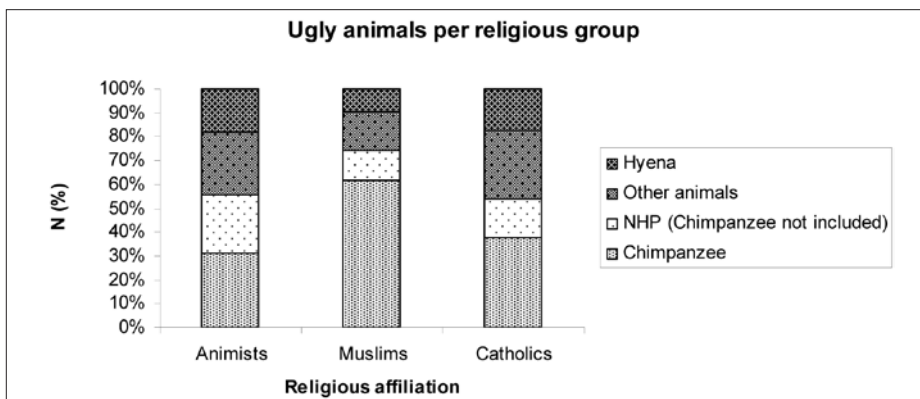 Ugly animals per religious group
100%
90%
80%
70%
60%
50%
40%
30%
20%
10%
0%
N (%)
Animists Muslims Catholics
Religious affiliation
Hyena
Other animals
NHP (Chimpanzee not included)
Chimpanzee